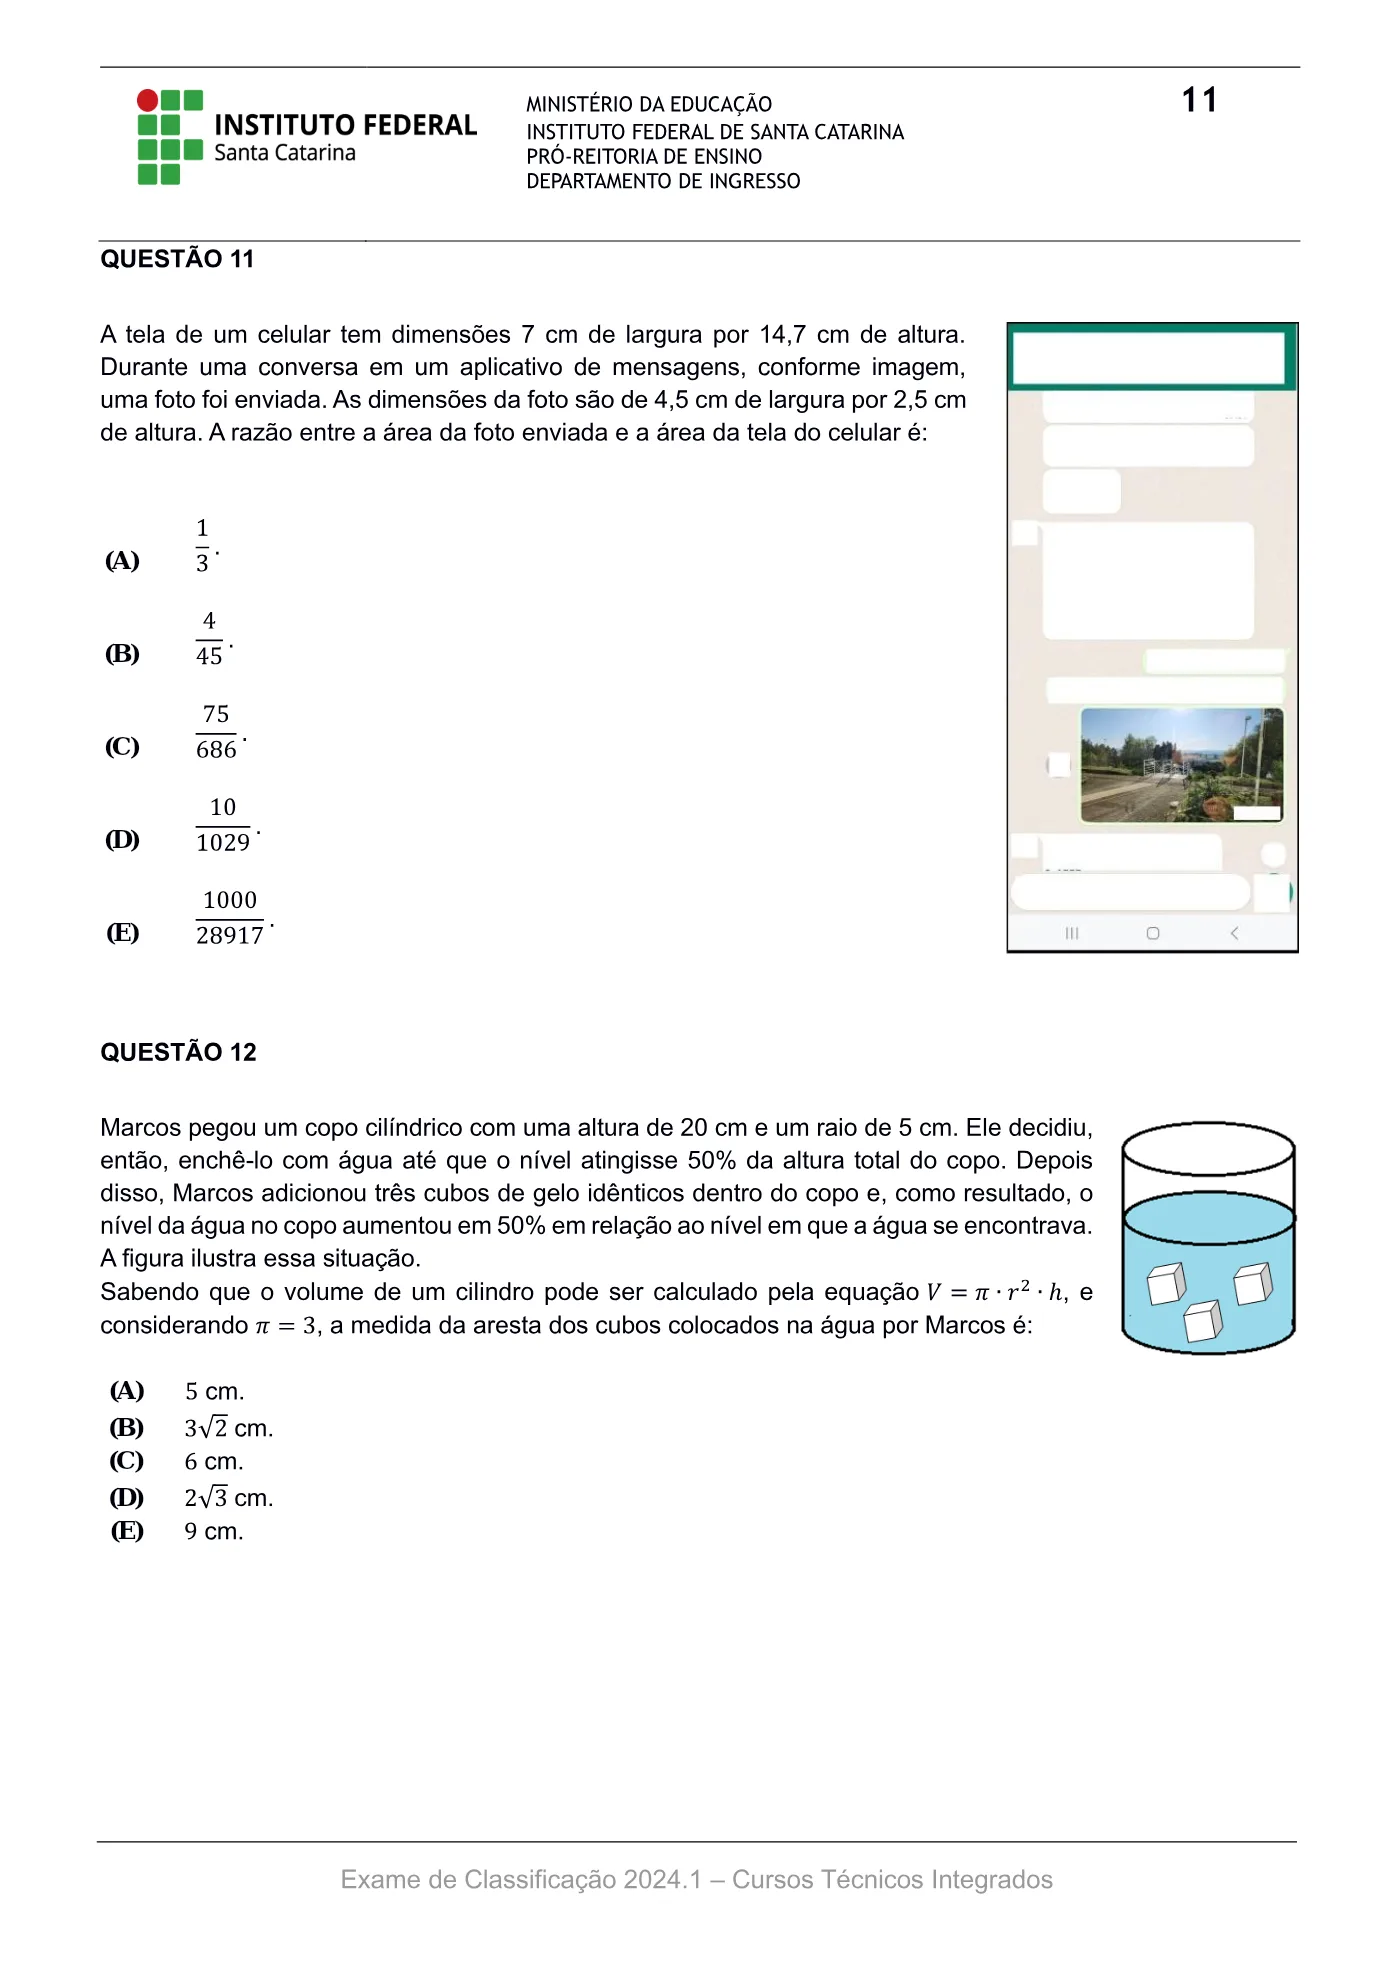 INSTITUTO FEDERAL
Santa Catarina
MINISTÉRIO DA EDUCAÇÃO
INSTITUTO FEDERAL DE SANTA CATARINA
PRÓ-REITORIA DE ENSINO
DEPARTAMENTO DE INGRESSO
11
QUESTÃO 11
A tela de um celular tem dimensões 7 cm de largura por 14,7 cm de altura.
Durante uma conversa em um aplicativo de mensagens, conforme imagem,
uma foto foi enviada. As dimensões da foto são de 4,5 cm de largura por 2,5 cm
de altura. A razão entre a área da foto enviada e a área da tela do celular é:
(A) 1/3.
(B) 4/45.
(C) 75/686.
(D) 10/1029.
(E) 1000/28917.
QUESTÃO 12
Marcos pegou um copo cilíndrico com uma altura de 20 cm e um raio de 5 cm. Ele decidiu,
então, enchê-lo com água até que o nível atingisse 50% da altura total do copo. Depois
disso, Marcos adicionou três cubos de gelo idênticos dentro do copo e, como resultado, o
nível da água no copo aumentou em 50% em relação ao nível em que a água se encontrava.
A figura ilustra essa situação.
Sabendo que o volume de um cilindro pode ser calculado pela equação V = π · r² · h, e
considerando π = 3, a medida da aresta dos cubos colocados na água por Marcos é:
(A) 5 cm.
(B) 3√2 cm.
(C) 6 cm.
(D) 2√3 cm.
(E) 9 cm.
Exame de Classificação 2024.1 – Cursos Técnicos Integrados